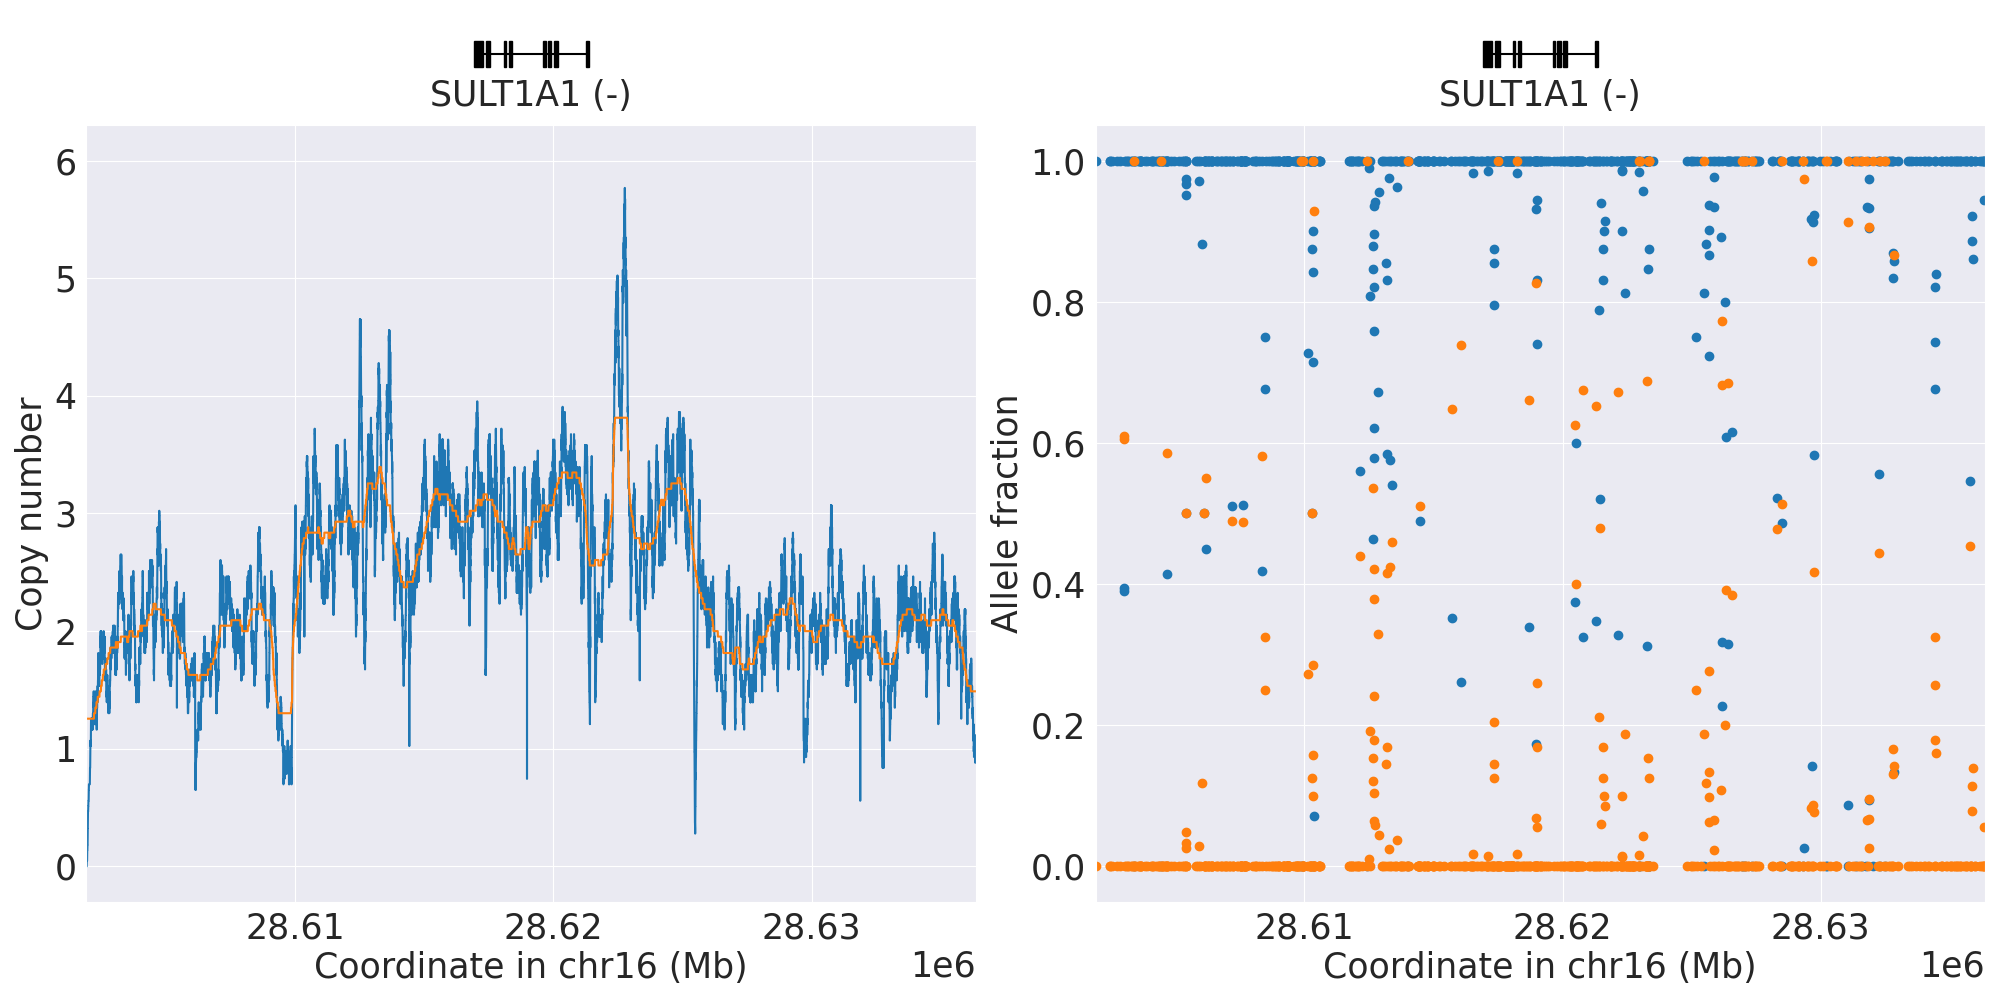 SULT1A1 (-)
6
5
4
3
2
1
0
Copy number
28.61
28.62
28.63
Coordinate in chr16 (Mb)
1e6
SULT1A1 (-)
1.0
0.8
0.6
0.4
0.2
0.0
Allele fraction
28.61
28.62
28.63
Coordinate in chr16 (Mb)
1e6